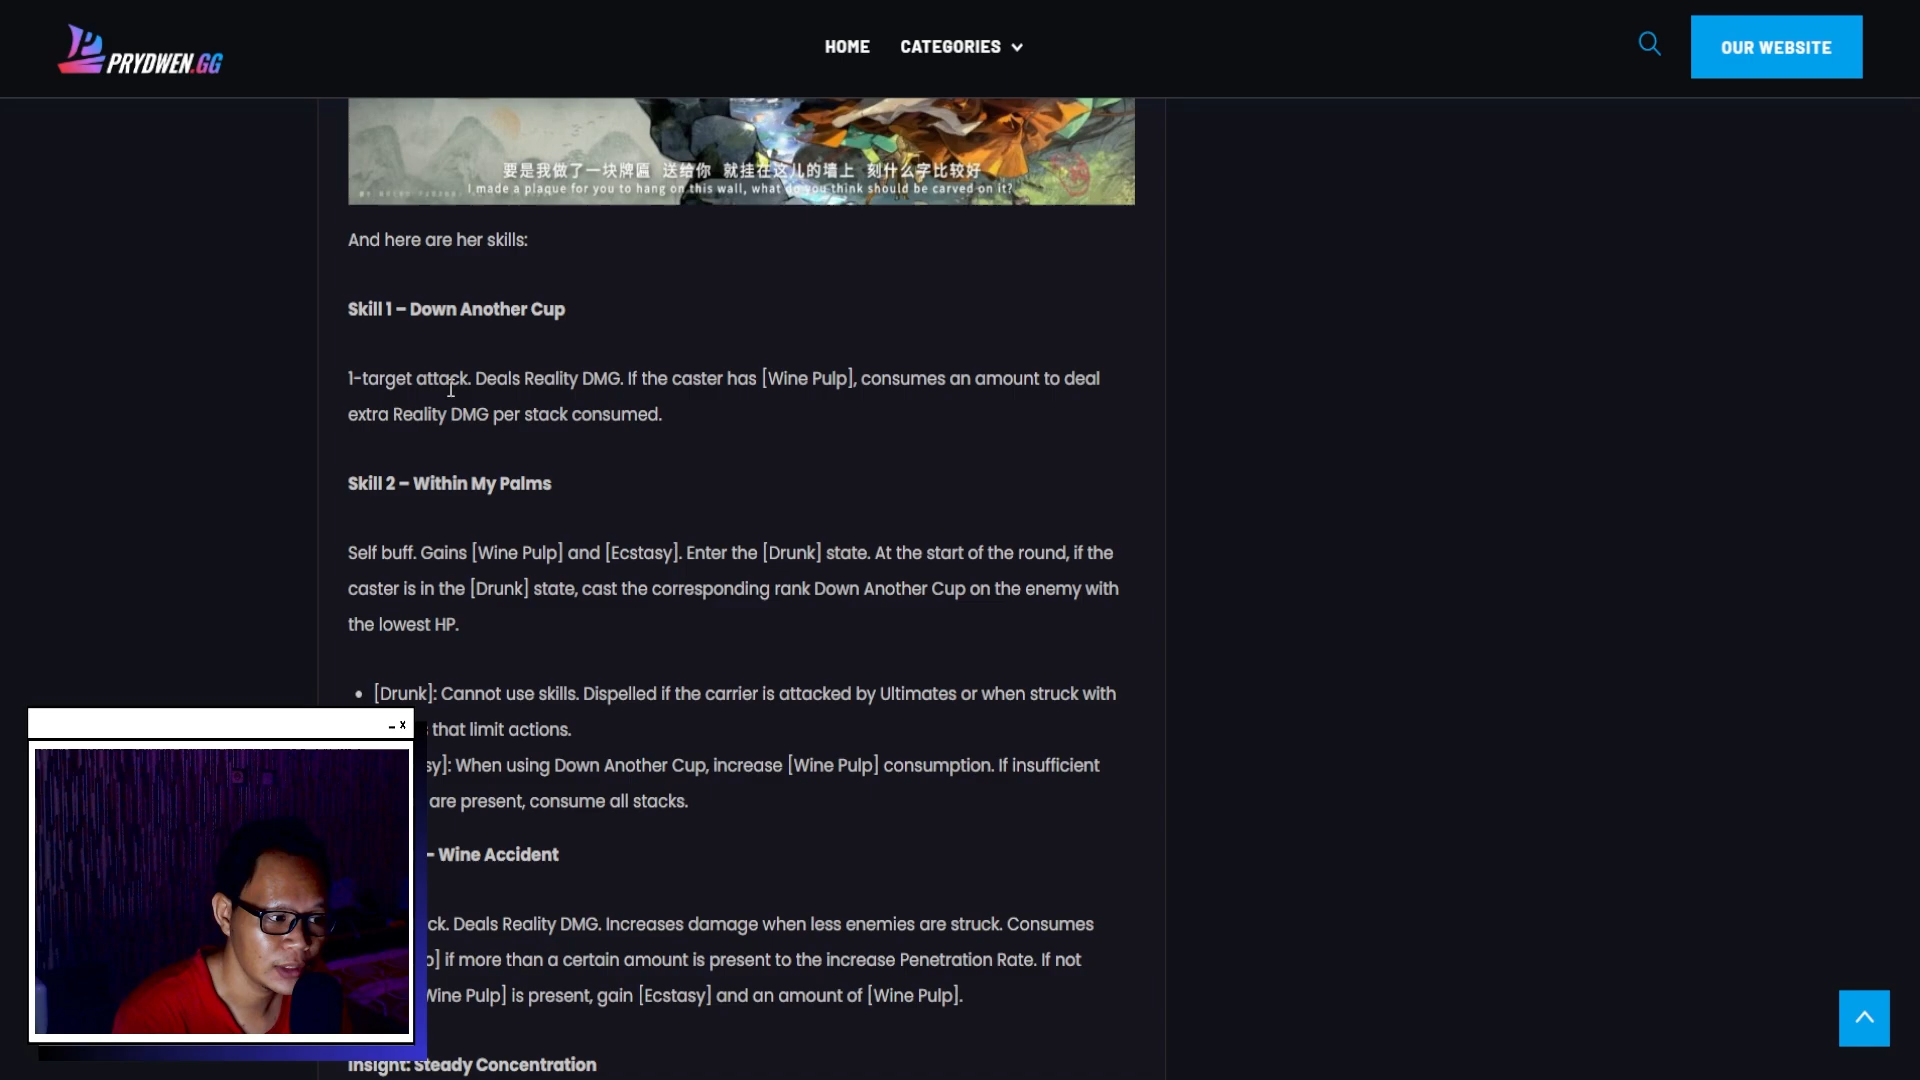 PRYDWEN.GG
HOME
CATEGORIES
OUR WEBSITE
要是我做了一块牌匾 送给你 就挂在这儿的墙上 刻什么字比较好
I made a plaque for you to hang on this wall, what do you think should be carved on it?
And here are her skills:
Skill 1 – Down Another Cup
1-target attack. Deals Reality DMG. If the caster has [Wine Pulp], consumes an amount to deal
extra Reality DMG per stack consumed.
Skill 2 – Within My Palms
Self buff. Gains [Wine Pulp] and [Ecstasy]. Enter the [Drunk] state. At the start of the round, if the
caster is in the [Drunk] state, cast the corresponding rank Down Another Cup on the enemy with
the lowest HP.
• [Drunk]: Cannot use skills. Dispelled if the carrier is attacked by Ultimates or when struck with
that limit actions.
sy]: When using Down Another Cup, increase [Wine Pulp] consumption. If insufficient
are present, consume all stacks.
– Wine Accident
ck. Deals Reality DMG. Increases damage when less enemies are struck. Consumes
] if more than a certain amount is present to the increase Penetration Rate. If not
Wine Pulp] is present, gain [Ecstasy] and an amount of [Wine Pulp].
Insight: Steady Concentration